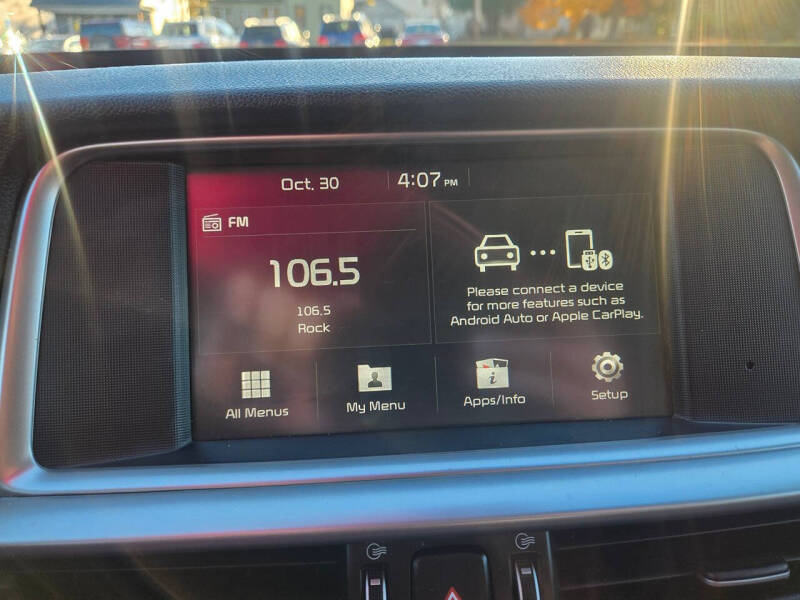 Oct. 30
4:07 PM
FM
106.5
106.5
Rock
Please connect a device
for more features such as
Android Auto or Apple CarPlay.
All Menus
My Menu
Apps/Info
Setup